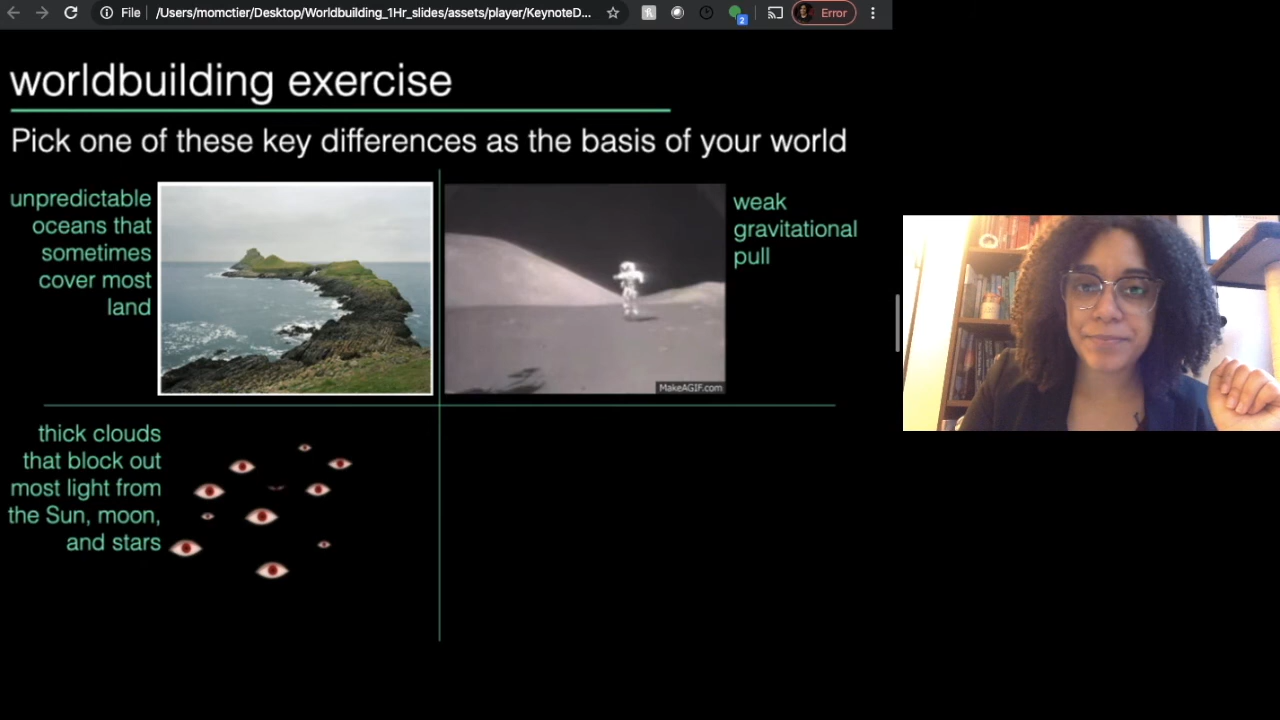 File
/Users/momctier/Desktop/Worldbuilding_1Hr_slides/assets/player/KeynoteD...
2
Error
worldbuilding exercise
Pick one of these key differences as the basis of your world
unpredictable
oceans that
sometimes
cover most
land
MakeAGIF.com
weak
gravitational
pull
thick clouds
that block out
most light from
the Sun, moon,
and stars